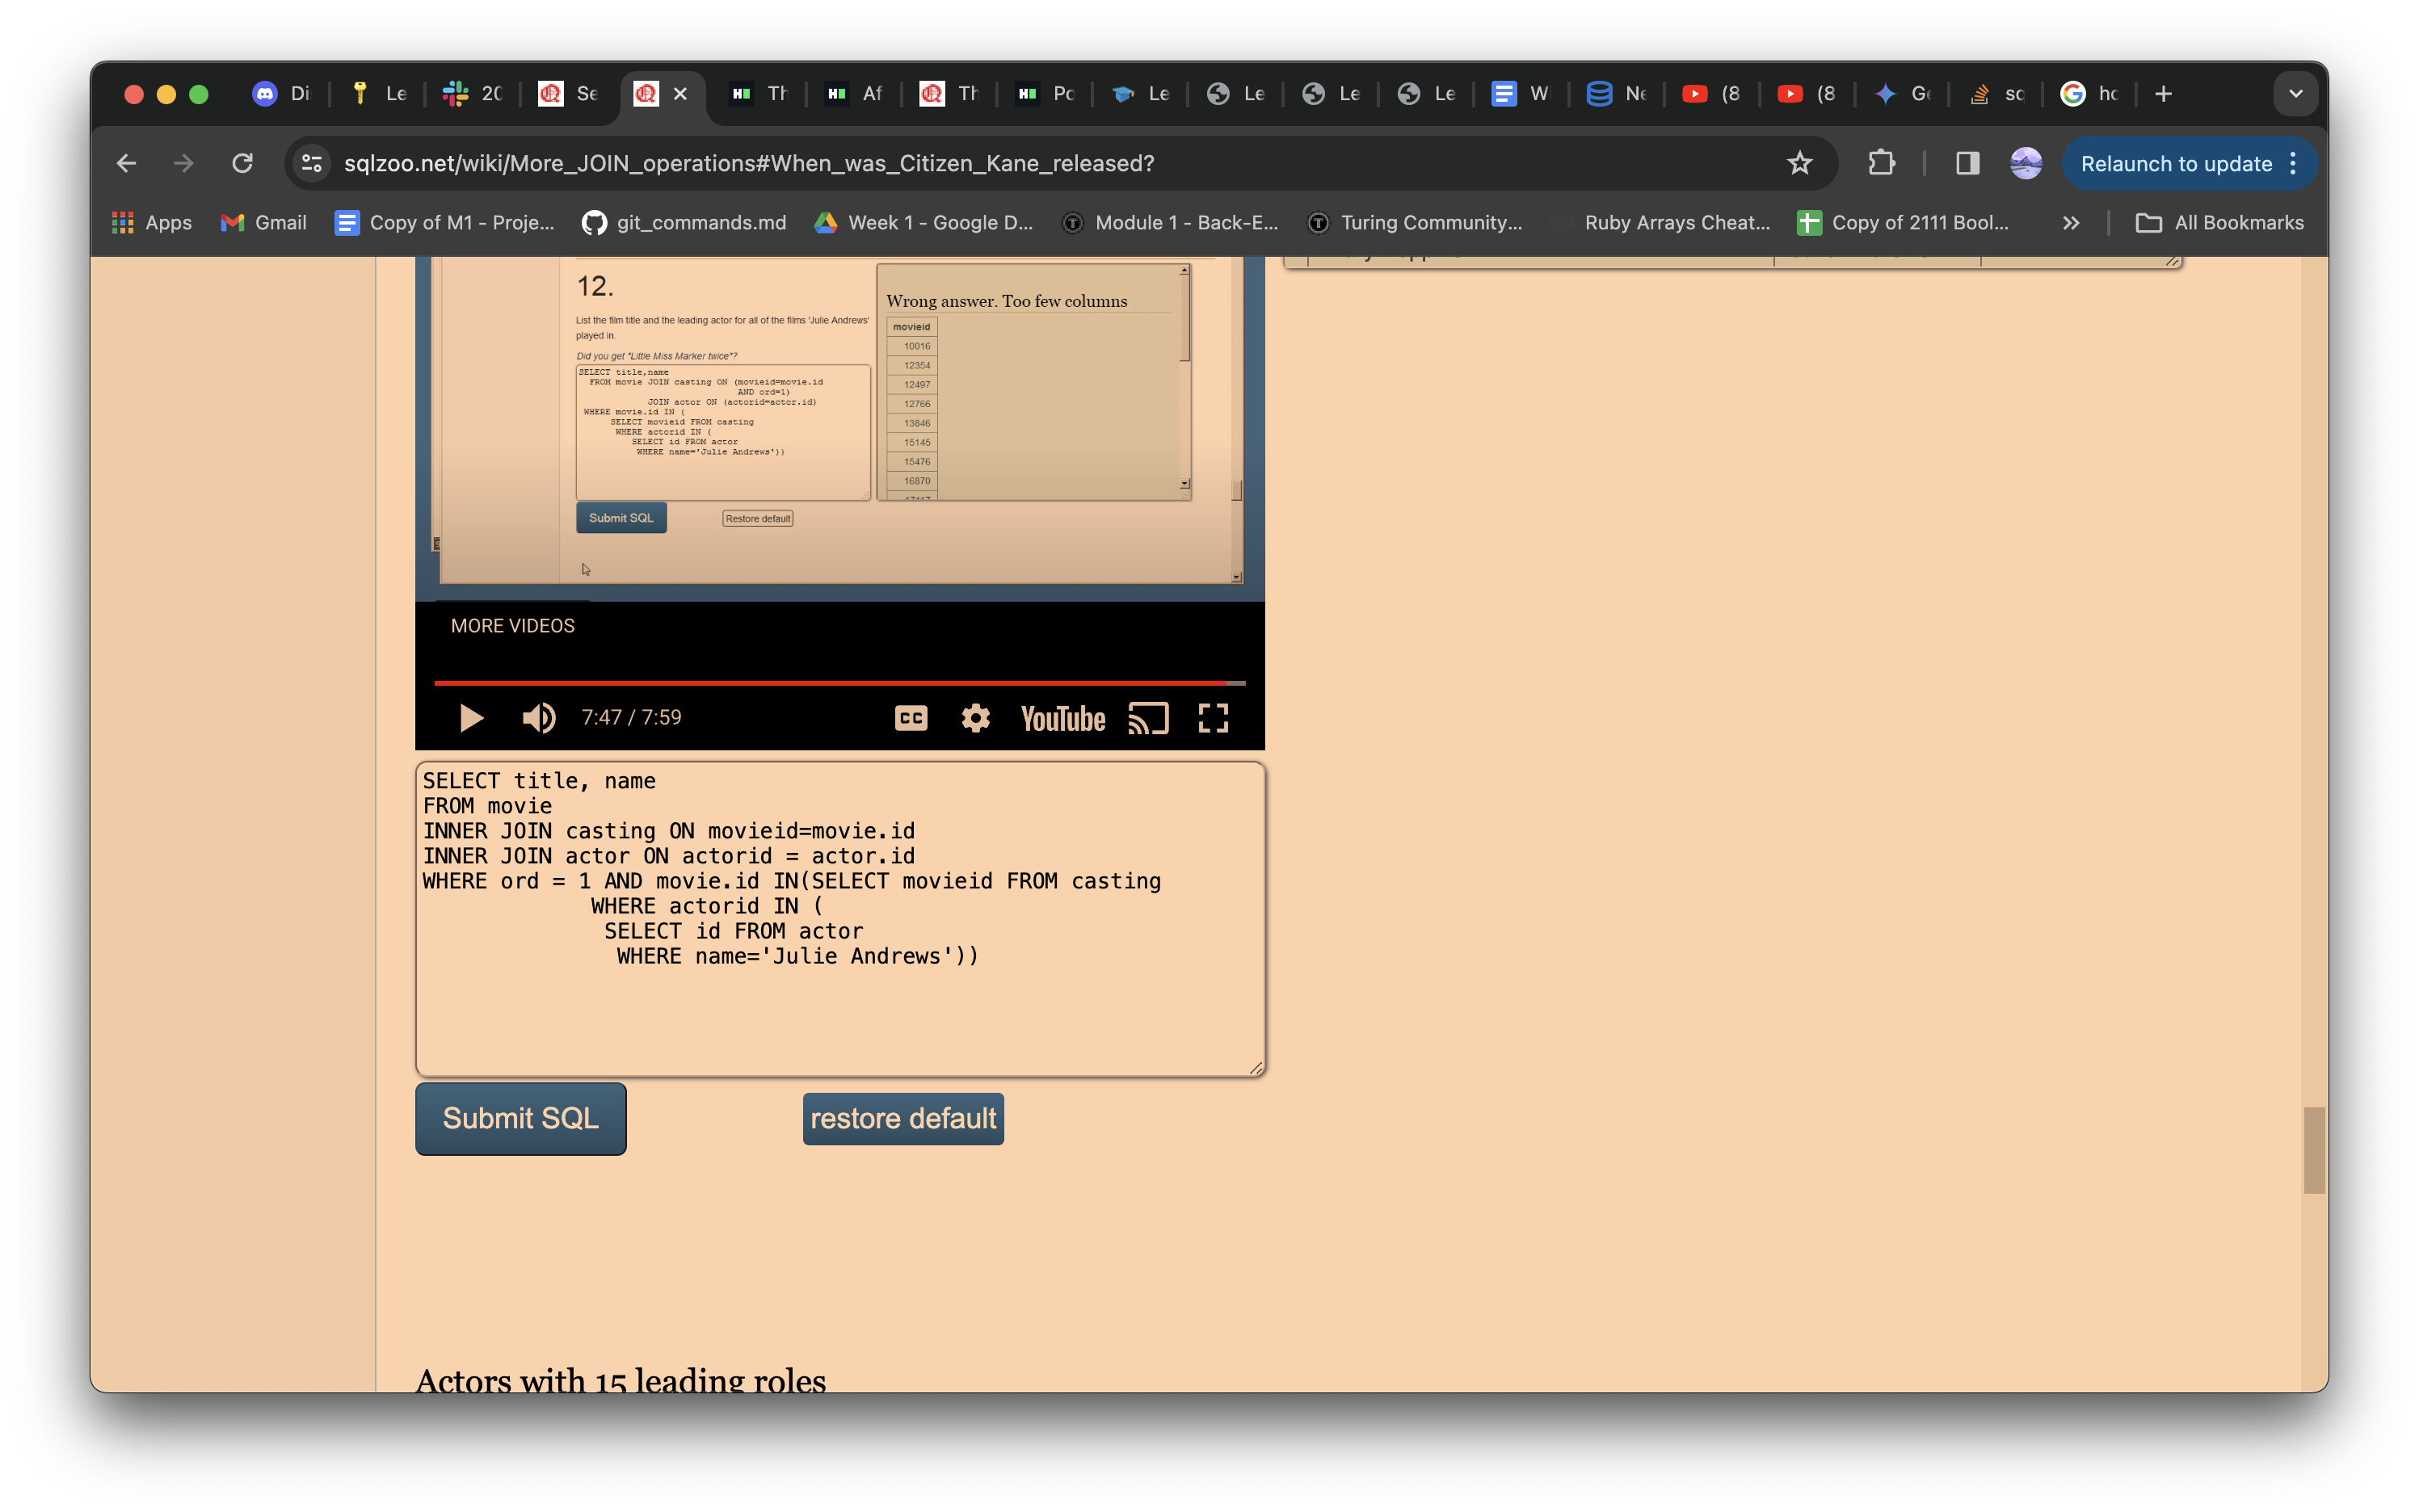 Di
Le
20
Se
Th
Af
Th
Po
Le
Le
Le
Le
W
Ne
(8
(8
Ge
sq
ho
sqlzoo.net/wiki/More_JOIN_operations#When_was_Citizen_Kane_released?
Relaunch to update
Apps
Gmail
Copy of M1 - Proje...
git_commands.md
Week 1 - Google D...
Module 1 - Back-E...
Turing Community...
Ruby Arrays Cheat...
Copy of 2111 Bool...
All Bookmarks
12.
List the film title and the leading actor for all of the films 'Julie Andrews'
played in.
Did you get "Little Miss Marker twice"?
SELECT title,name
FROM movie JOIN casting ON (movieid=movie.id
AND ord=1)
JOIN actor ON (actorid=actor.id)
WHERE movie.id IN (
SELECT movieid FROM casting
WHERE actorid IN (
SELECT id FROM actor
WHERE name='Julie Andrews'))
Submit SQL
Restore default
Wrong answer. Too few columns
movieid
10016
12354
12497
12766
13846
15145
15476
16870
MORE VIDEOS
7:47 / 7:59
CC
YouTube
SELECT title, name
FROM movie
INNER JOIN casting ON movieid=movie.id
INNER JOIN actor ON actorid = actor.id
WHERE ord = 1 AND movie.id IN(SELECT movieid FROM casting
WHERE actorid IN (
SELECT id FROM actor
WHERE name='Julie Andrews'))
Submit SQL
restore default
Actors with 15 leading roles